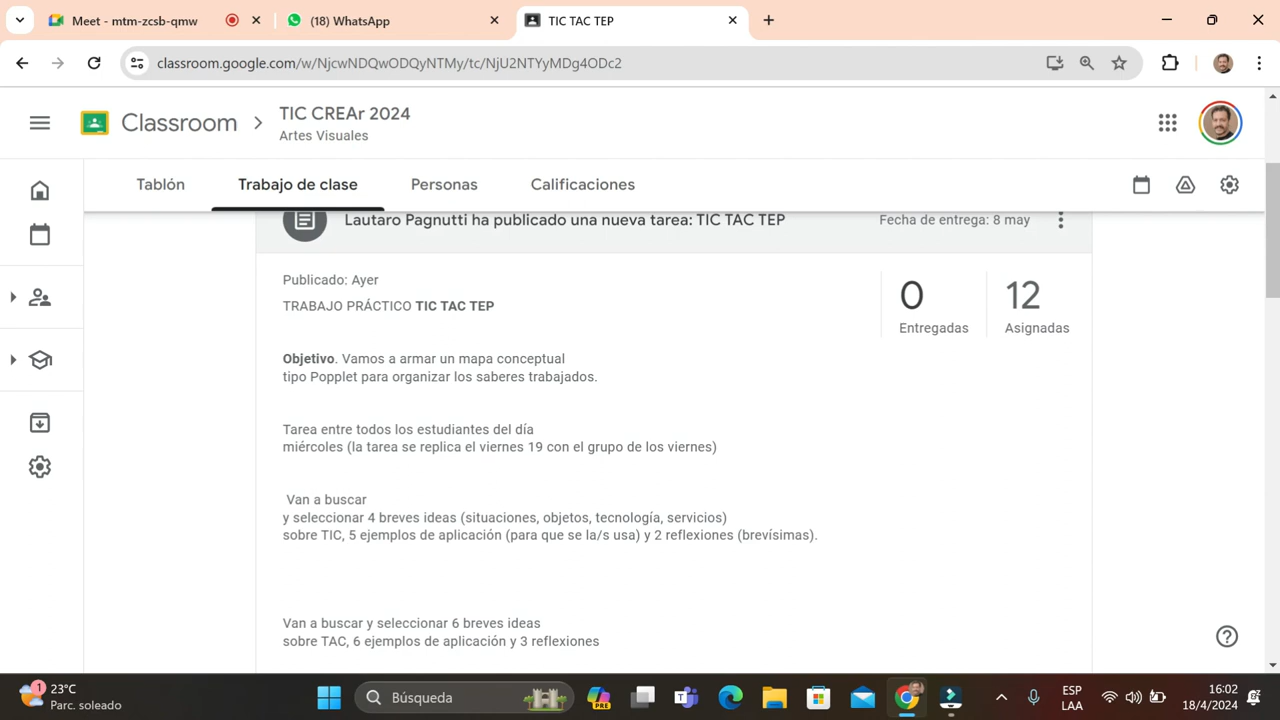 Meet - mtm-zcsb-qmw
(18) WhatsApp
TIC TAC TEP
classroom.google.com/w/NjcwNDQwODQyNTMy/tc/NjU2NTYyMDg4ODc2
Classroom
TIC CREAr 2024
Artes Visuales
Tablón
Trabajo de clase
Personas
Calificaciones
Lautaro Pagnutti ha publicado una nueva tarea: TIC TAC TEP
Fecha de entrega: 8 may
Publicado: Ayer
0
Entregadas
12
Asignadas
TRABAJO PRÁCTICO TIC TAC TEP
Objetivo. Vamos a armar un mapa conceptual
tipo Popplet para organizar los saberes trabajados.
Tarea entre todos los estudiantes del día
miércoles (la tarea se replica el viernes 19 con el grupo de los viernes)
Van a buscar
y seleccionar 4 breves ideas (situaciones, objetos, tecnología, servicios)
sobre TIC, 5 ejemplos de aplicación (para que se la/s usa) y 2 reflexiones (brevísimas).
Van a buscar y seleccionar 6 breves ideas
sobre TAC, 6 ejemplos de aplicación y 3 reflexiones
1
23°C
Parc. soleado
Búsqueda
PRE
ESP
LAA
16:02
18/4/2024